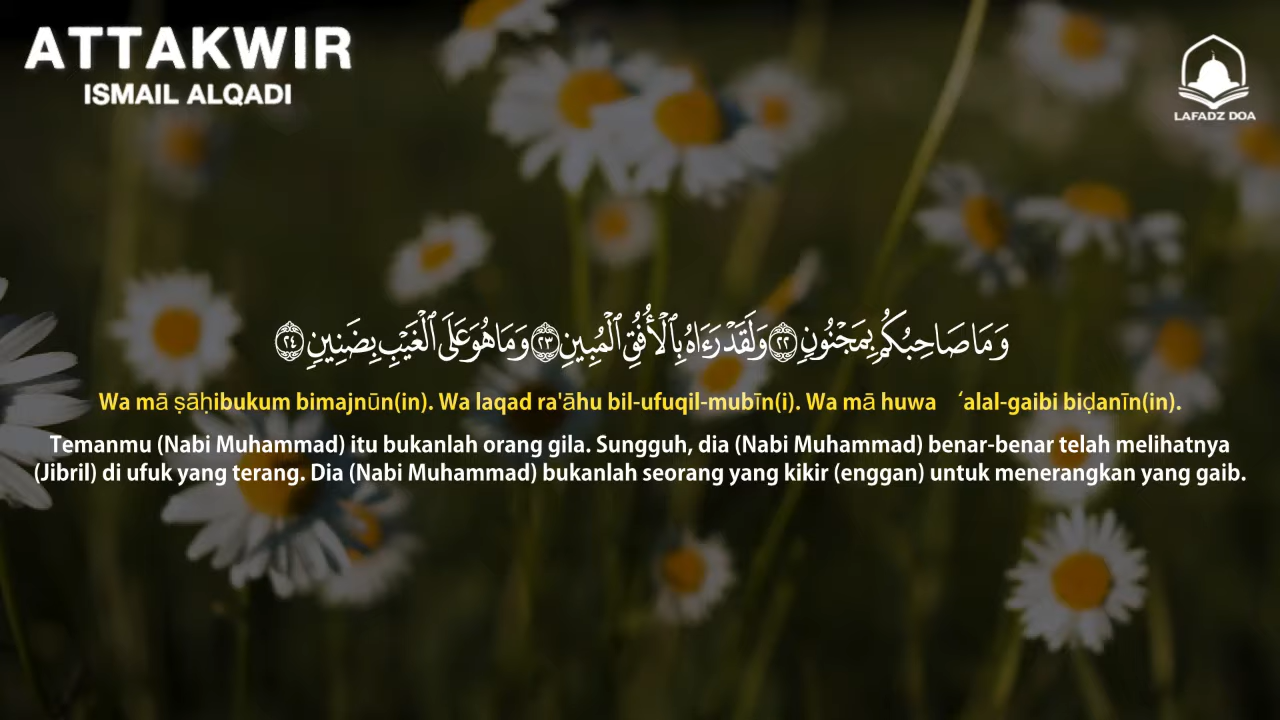 ATTAKWIR
ISMAIL ALQADI
LAFADZ DOA
وَمَا صَاحِبُكُم بِمَجْنُونٍ ۝٢٢ وَلَقَدْ رَءَاهُ بِٱلْأُفُقِ ٱلْمُبِينِ ۝٢٣ وَمَا هُوَ عَلَى ٱلْغَيْبِ بِضَنِينٍ ۝٢٤
Wa mā ṣāḥibukum bimajnūn(in). Wa laqad ra'āhu bil-ufuqil-mubīn(i). Wa mā huwa ‘alal-gaibi biḍanīn(in).
Temanmu (Nabi Muhammad) itu bukanlah orang gila. Sungguh, dia (Nabi Muhammad) benar-benar telah melihatnya
(Jibril) di ufuk yang terang. Dia (Nabi Muhammad) bukanlah seorang yang kikir (enggan) untuk menerangkan yang gaib.